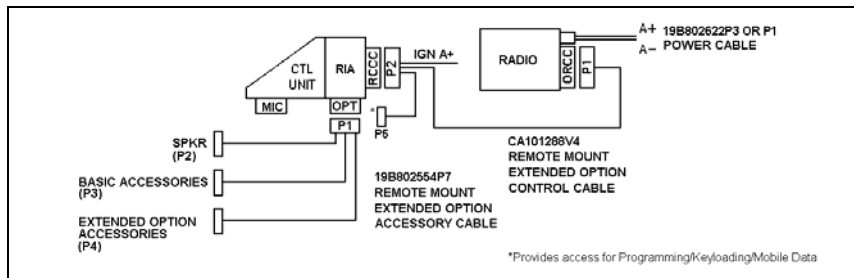 CTL
UNIT
RIA
RCCC
P2
IGN A+
RADIO
ORCC
P1
A+ 19B802622P3 OR P1
A- POWER CABLE
MIC
OPT
P1
*
P5
SPKR
(P2)
BASIC ACCESSORIES
(P3)
EXTENDED OPTION
ACCESSORIES
(P4)
19B802554P7
REMOTE MOUNT
EXTENDED OPTION
ACCESSORY CABLE
CA101288V4
REMOTE MOUNT
EXTENDED OPTION
CONTROL CABLE
*Provides access for Programming/Keyloading/Mobile Data